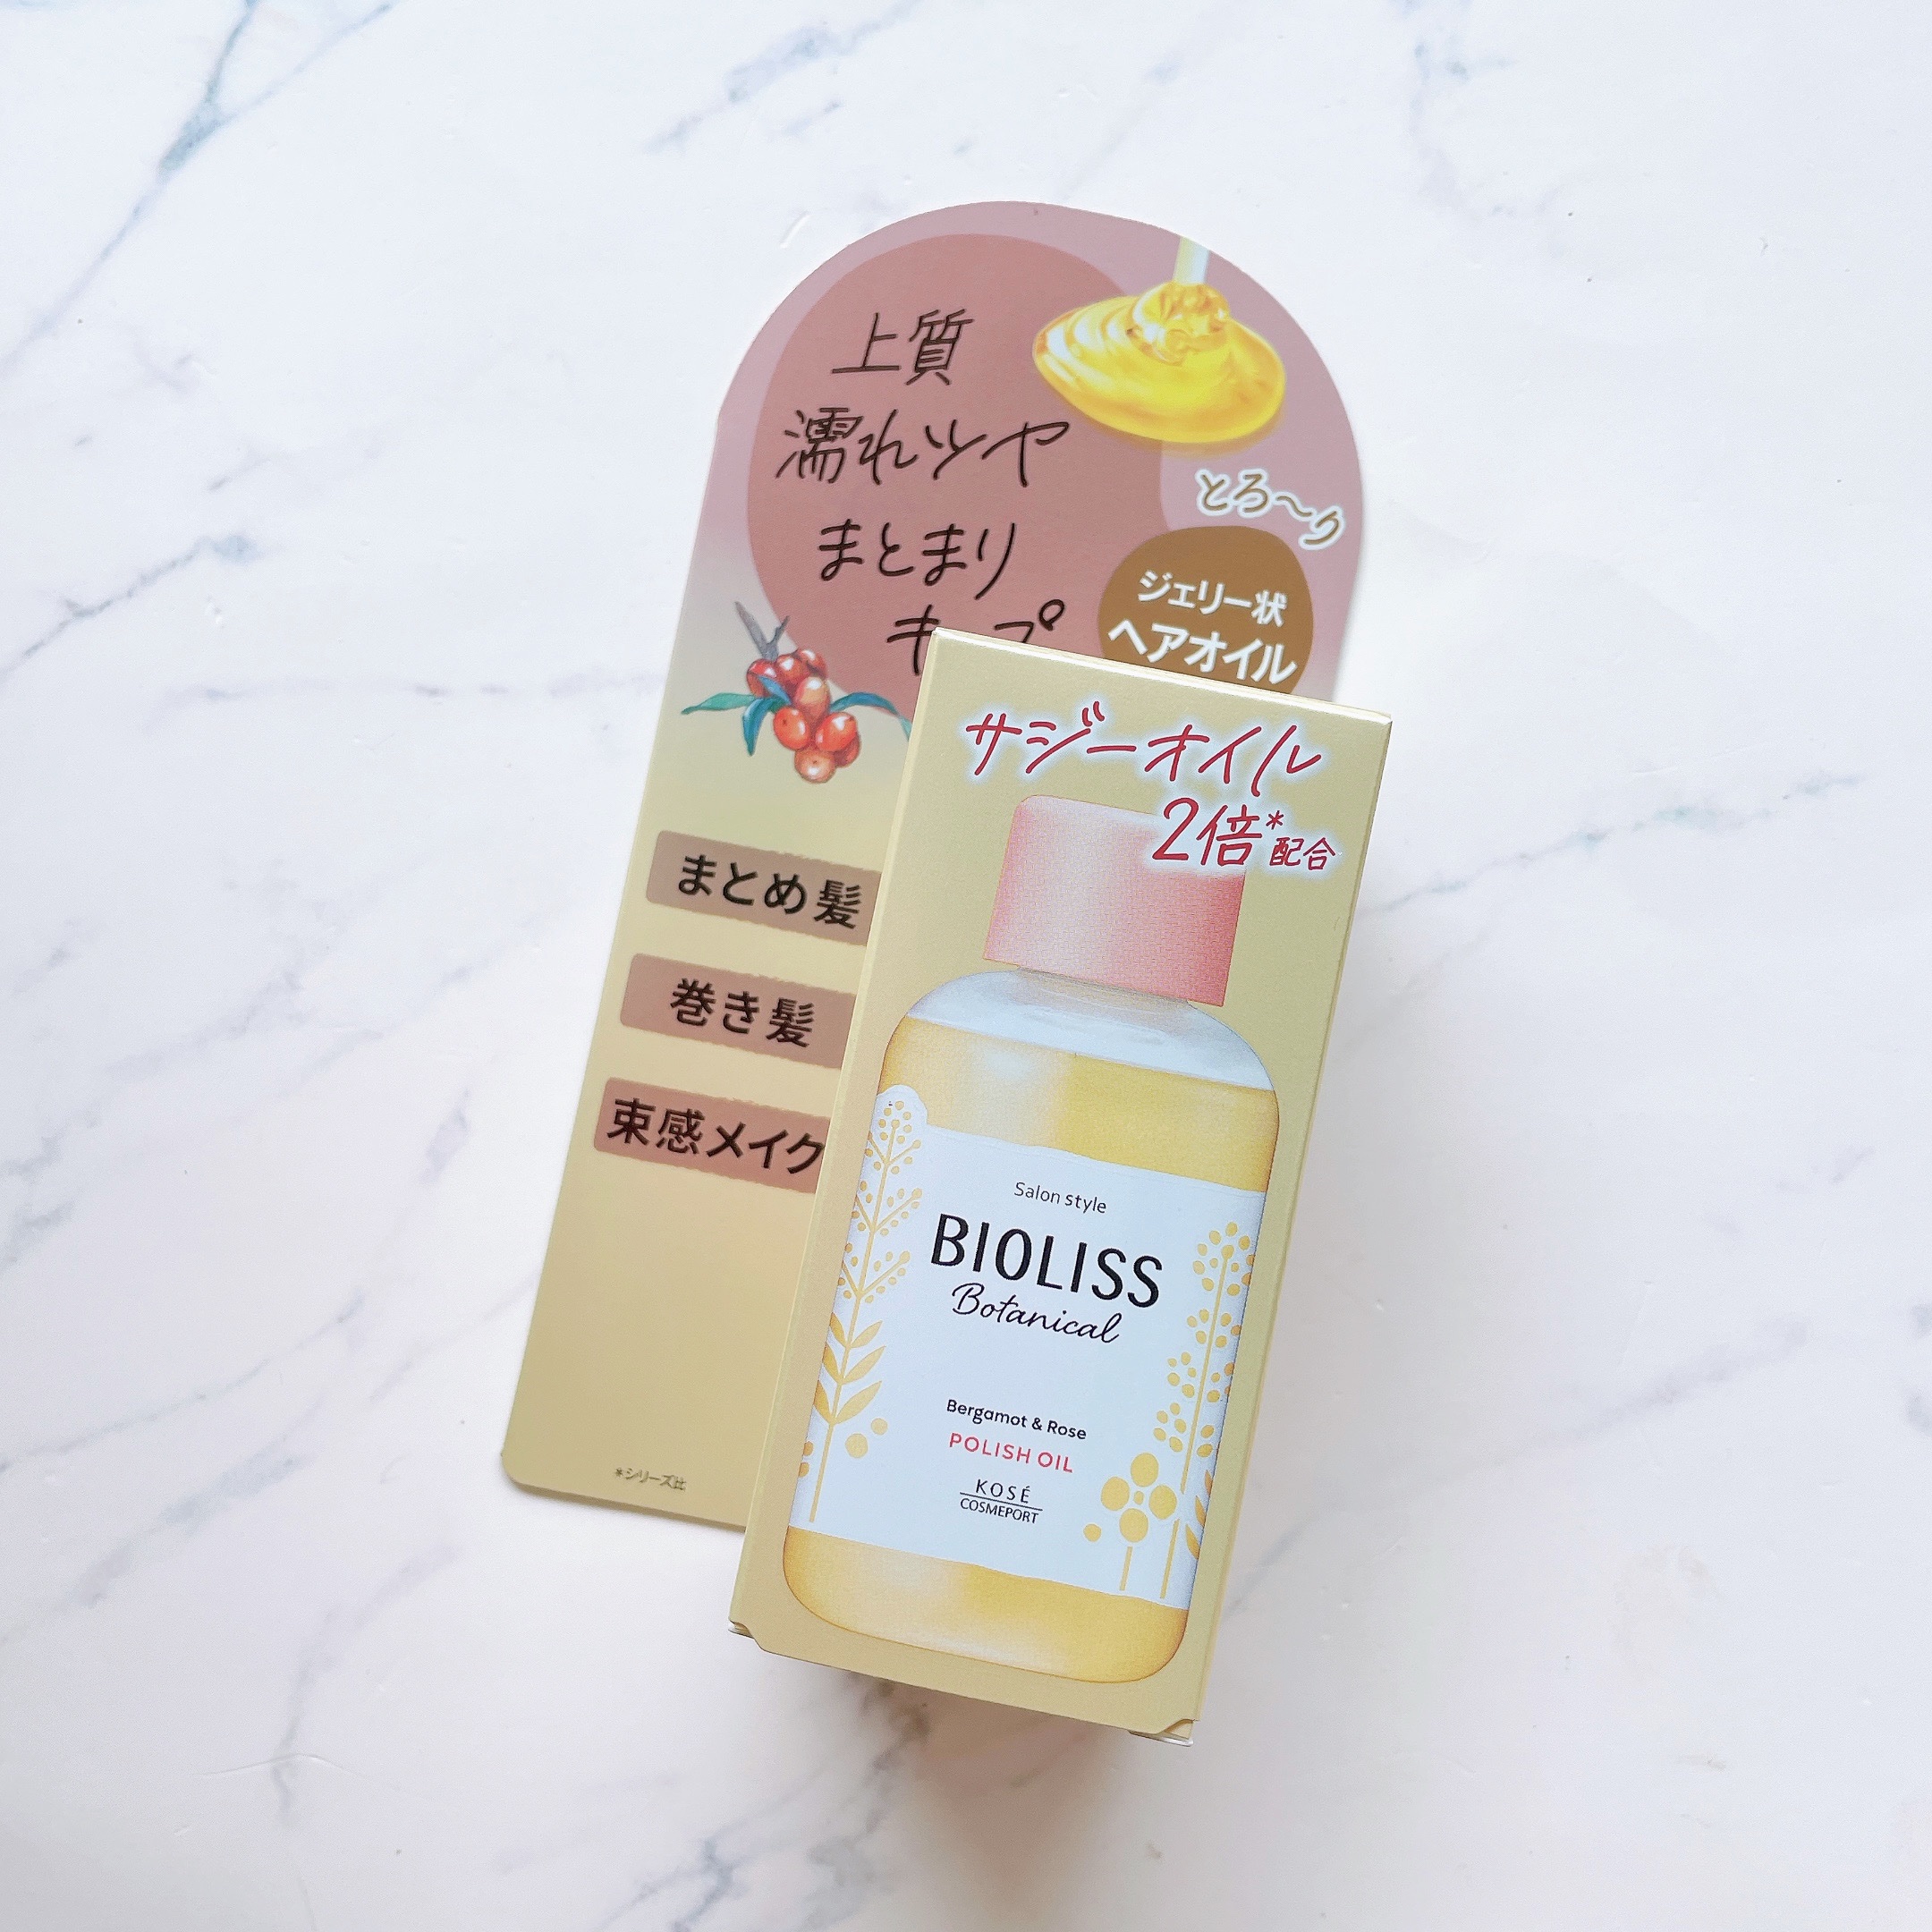 上質
濡れツヤ
まとまり
とろ〜り
ジェリー状
ヘアオイル
サジーオイル
2倍*配合
まとめ髪
巻き髪
束感メイク
Salon style
BIOLISS
Botanical
Bergamot & Rose
POLISH OIL
KOSÉ
COSMEPORT
*シリーズ比